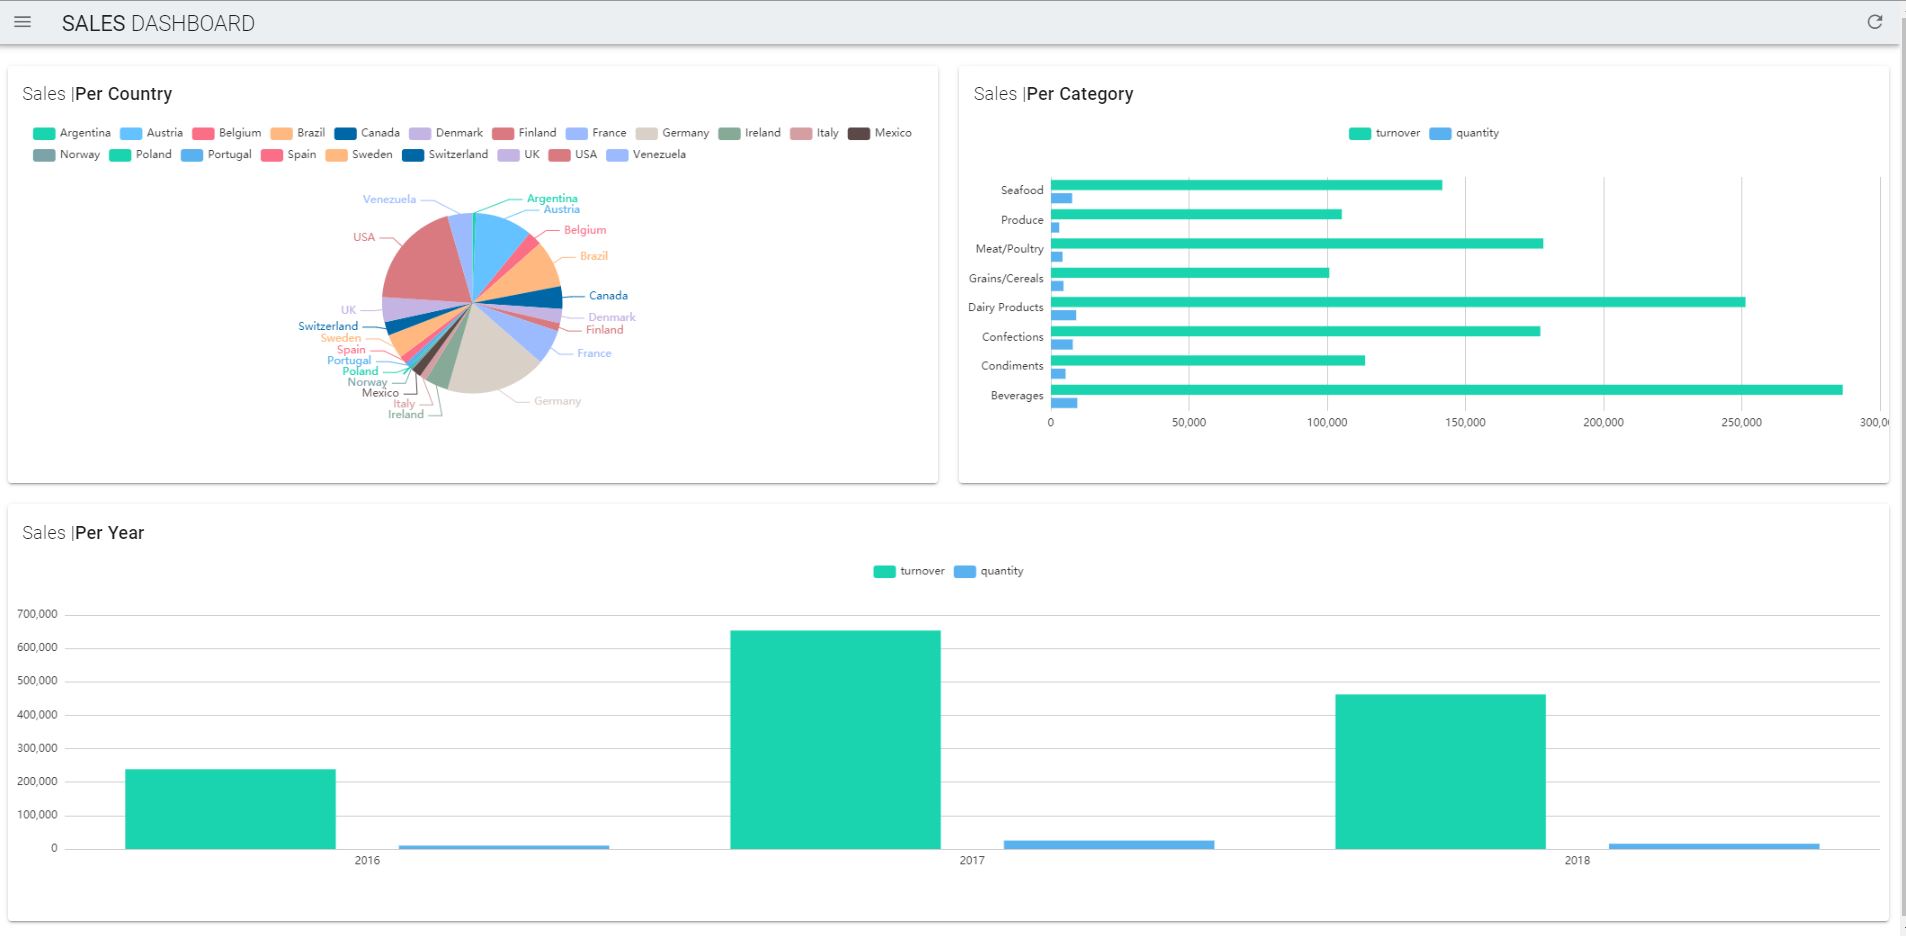 SALES DASHBOARD
Sales |Per Country
Argentina Austria Belgium Brazil Canada Denmark Finland France Germany Ireland Italy Mexico
Norway Poland Portugal Spain Sweden Switzerland UK USA Venezuela
Venezuela
Argentina
Austria
Belgium
USA
Brazil
Canada
UK
Denmark
Switzerland
Finland
Sweden
Spain
France
Portugal
Poland
Norway
Mexico
Germany
Italy
Ireland
Sales |Per Category
turnover quantity
Seafood
Produce
Meat/Poultry
Grains/Cereals
Dairy Products
Confections
Condiments
Beverages
0 50,000 100,000 150,000 200,000 250,000 300,0
Sales |Per Year
turnover quantity
700,000
600,000
500,000
400,000
300,000
200,000
100,000
0
2016 2017 2018